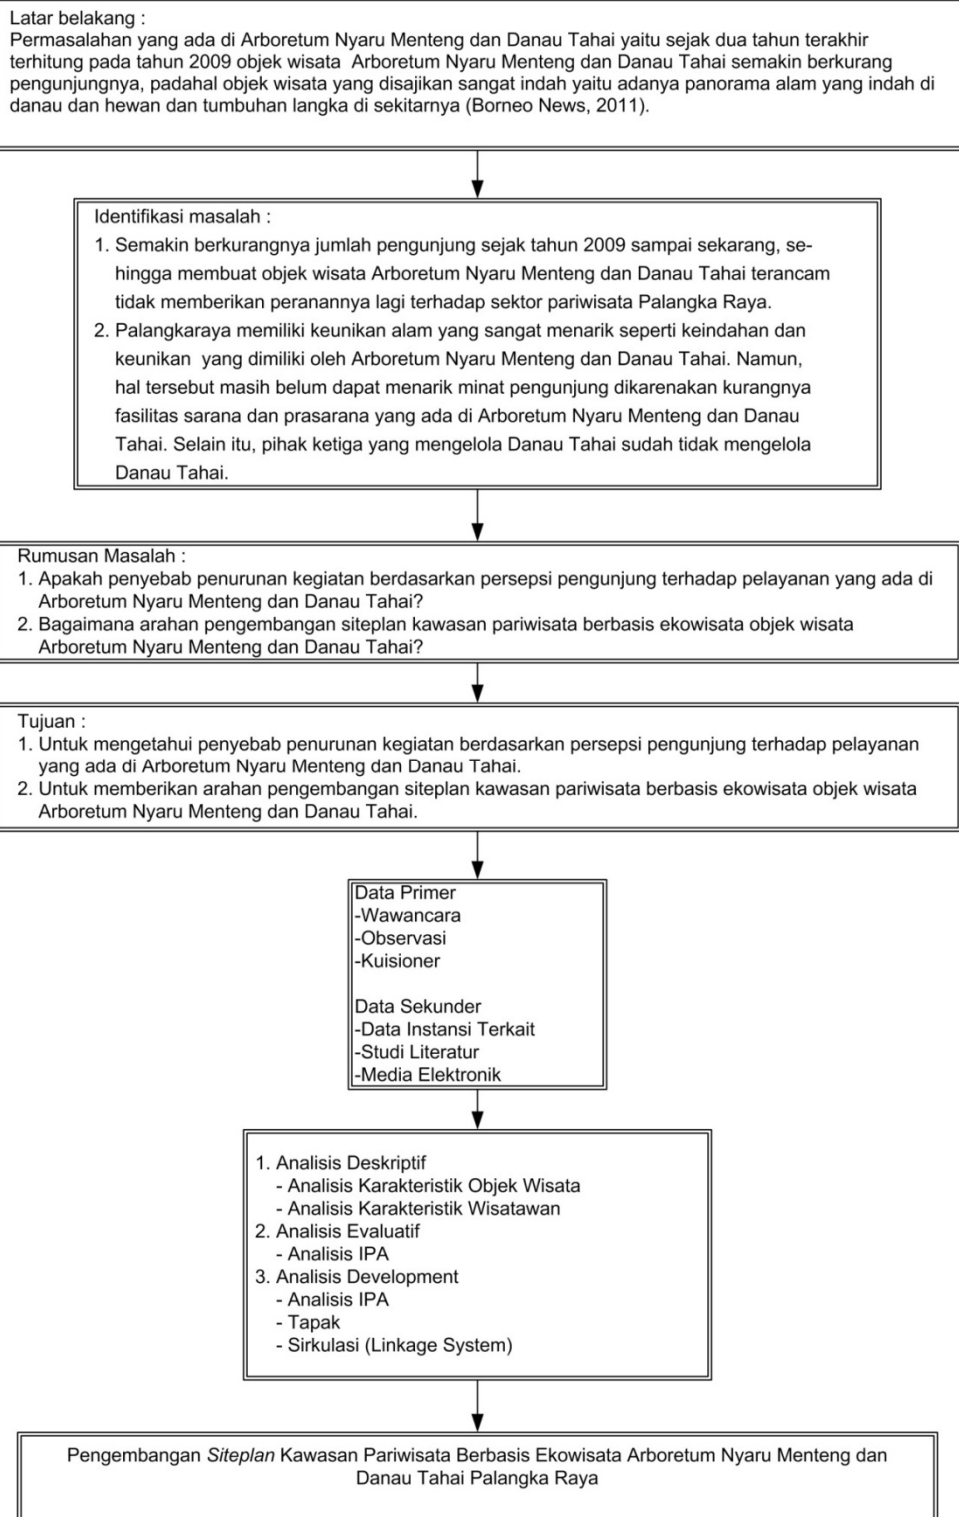 Latar belakang :
Permasalahan yang ada di Arboretum Nyaru Menteng dan Danau Tahai yaitu sejak dua tahun terakhir
terhitung pada tahun 2009 objek wisata  Arboretum Nyaru Menteng dan Danau Tahai semakin berkurang
pengunjungnya, padahal objek wisata yang disajikan sangat indah yaitu adanya panorama alam yang indah di
danau dan hewan dan tumbuhan langka di sekitarnya (Borneo News, 2011).
Identifikasi masalah :
1. Semakin berkurangnya jumlah pengunjung sejak tahun 2009 sampai sekarang, se-
hingga membuat objek wisata Arboretum Nyaru Menteng dan Danau Tahai terancam
tidak memberikan peranannya lagi terhadap sektor pariwisata Palangka Raya.
2. Palangkaraya memiliki keunikan alam yang sangat menarik seperti keindahan dan
keunikan  yang dimiliki oleh Arboretum Nyaru Menteng dan Danau Tahai. Namun,
hal tersebut masih belum dapat menarik minat pengunjung dikarenakan kurangnya
fasilitas sarana dan prasarana yang ada di Arboretum Nyaru Menteng dan Danau
Tahai. Selain itu, pihak ketiga yang mengelola Danau Tahai sudah tidak mengelola
Danau Tahai.
Rumusan Masalah :
1. Apakah penyebab penurunan kegiatan berdasarkan persepsi pengunjung terhadap pelayanan yang ada di
Arboretum Nyaru Menteng dan Danau Tahai?
2. Bagaimana arahan pengembangan siteplan kawasan pariwisata berbasis ekowisata objek wisata
Arboretum Nyaru Menteng dan Danau Tahai?
Tujuan :
1. Untuk mengetahui penyebab penurunan kegiatan berdasarkan persepsi pengunjung terhadap pelayanan
yang ada di Arboretum Nyaru Menteng dan Danau Tahai.
2. Untuk memberikan arahan pengembangan siteplan kawasan pariwisata berbasis ekowisata objek wisata
Arboretum Nyaru Menteng dan Danau Tahai.
Data Primer
-Wawancara
-Observasi
-Kuisioner
Data Sekunder
-Data Instansi Terkait
-Studi Literatur
-Media Elektronik
1. Analisis Deskriptif
- Analisis Karakteristik Objek Wisata
- Analisis Karakteristik Wisatawan
2. Analisis Evaluatif
- Analisis IPA
3. Analisis Development
- Analisis IPA
- Tapak
- Sirkulasi (Linkage System)
Pengembangan Siteplan Kawasan Pariwisata Berbasis Ekowisata Arboretum Nyaru Menteng dan
Danau Tahai Palangka Raya